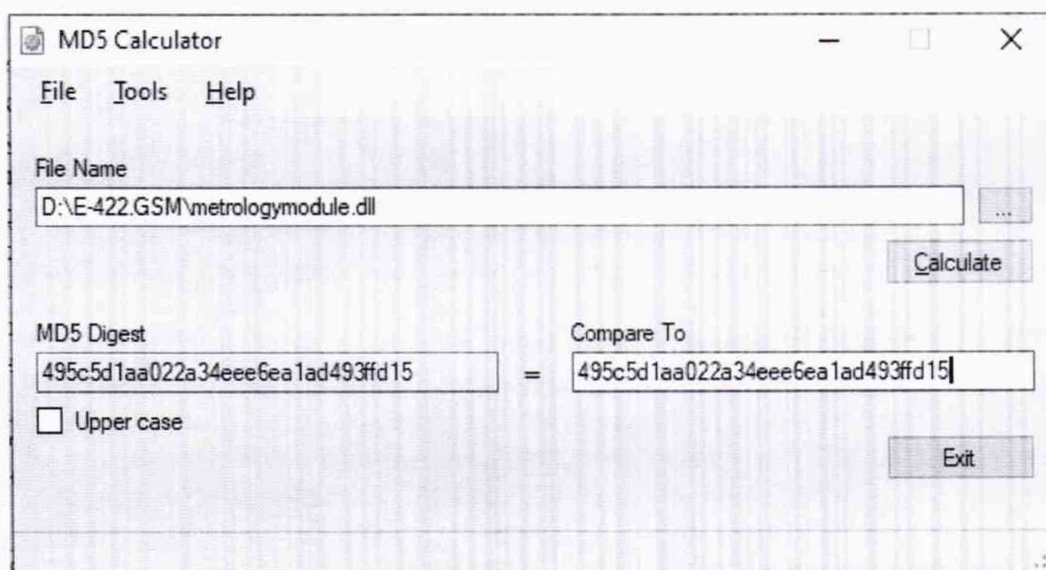 MD5 Calculator
File Tools Help
File Name
D:\E-422.GSM\metrologymodule.dll
...
Calculate
MD5 Digest Compare To
495c5d1aa022a34eee6ea1ad493ffd15 = 495c5d1aa022a34eee6ea1ad493ffd15
Upper case
Exit